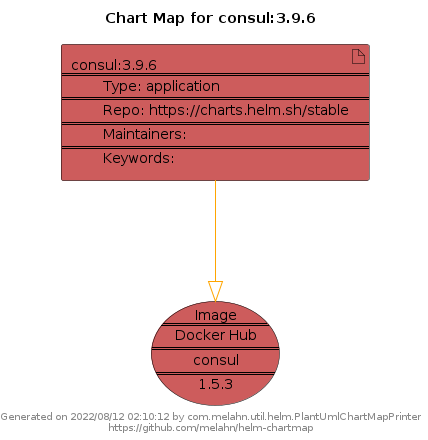 Chart Map for consul:3.9.6
consul:3.9.6
Type: application
Repo: https://charts.helm.sh/stable
Maintainers:
Keywords:
Image
Docker Hub
consul
1.5.3
Generated on 2022/08/12 02:10:12 by com.melahn.util.helm.PlantUmlChartMapPrinter
https://github.com/melahn/helm-chartmap